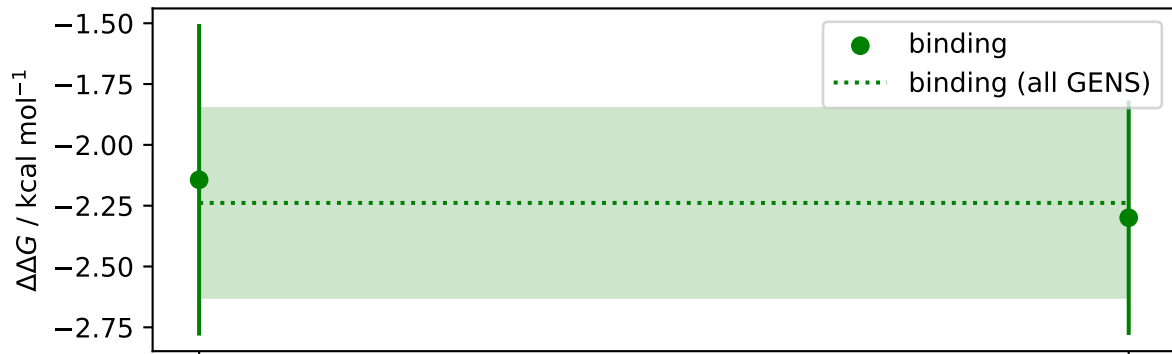 −1.50
−1.75
−2.00
−2.25
−2.50
−2.75
ΔΔG / kcal mol⁻¹
binding
binding (all GENS)